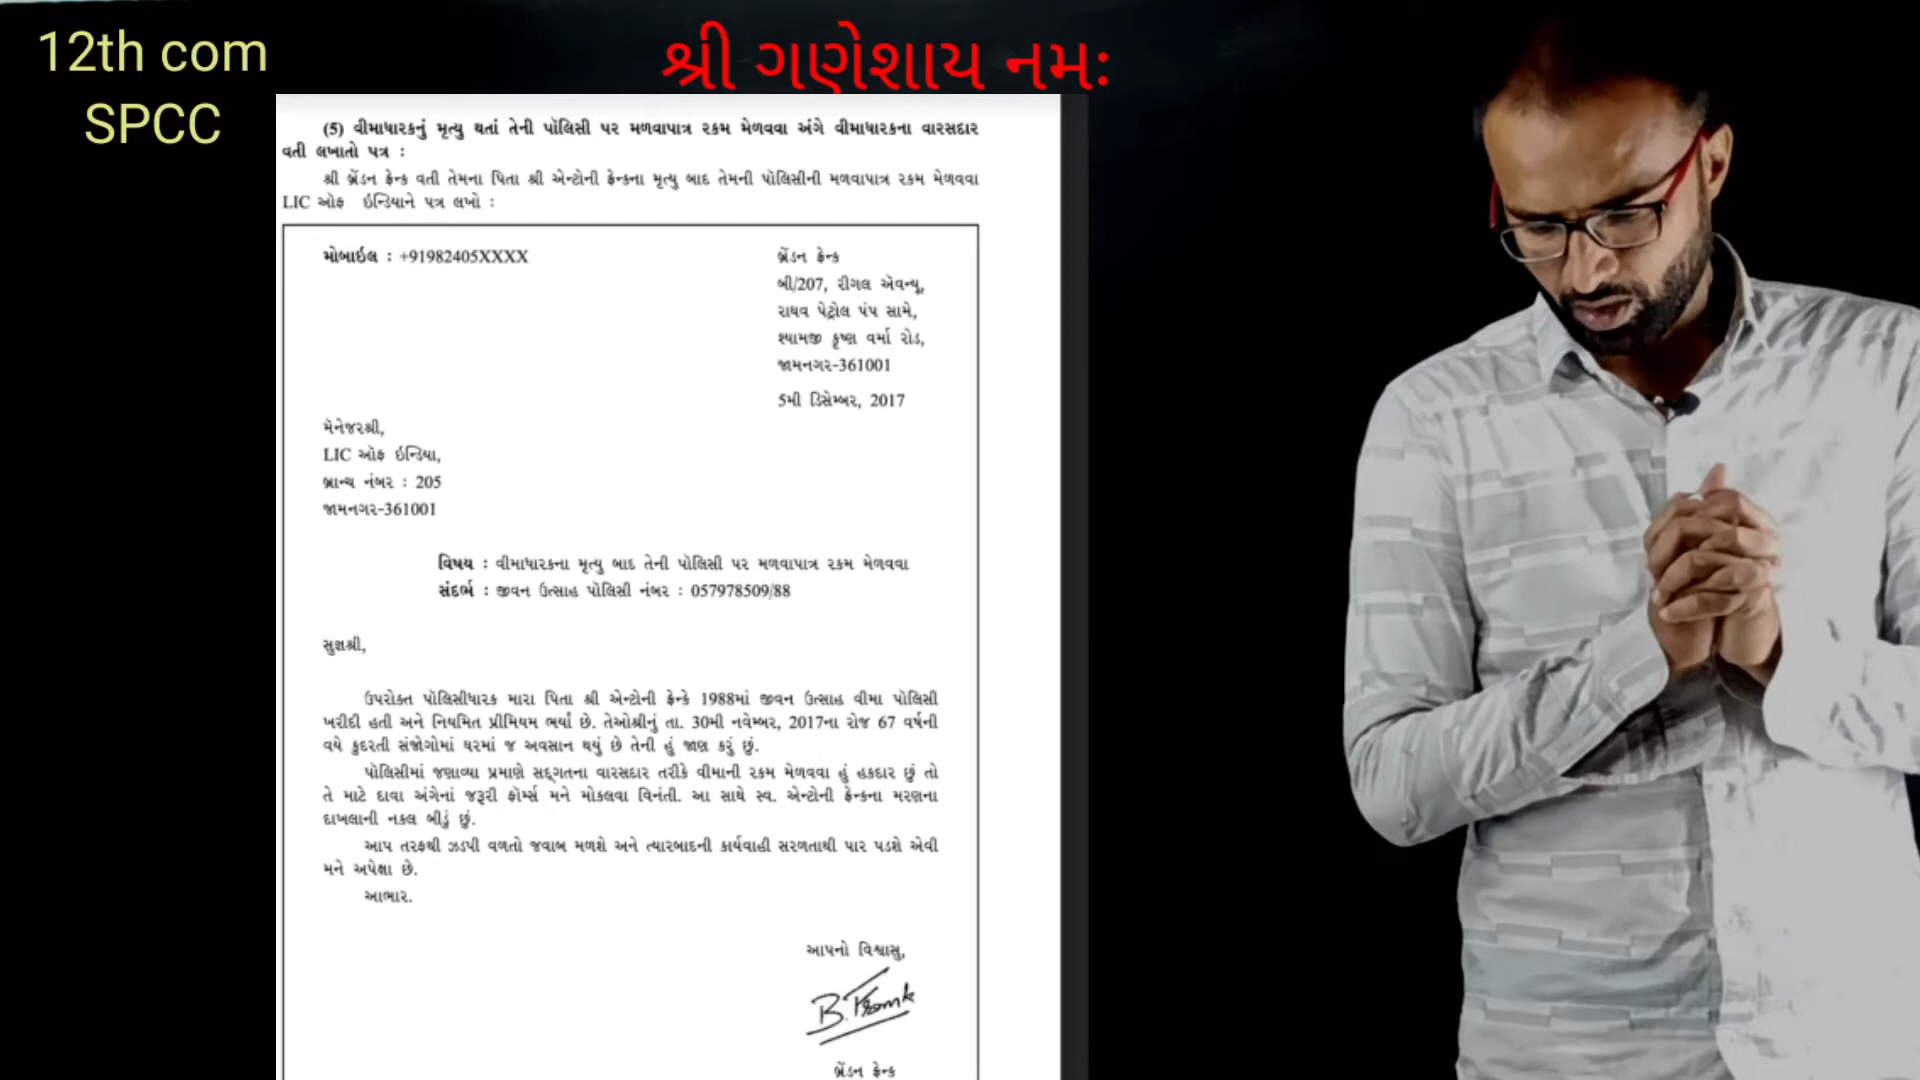 12th com
SPCC
શ્રી ગણેશાય નમઃ
(5) વીમાધારકનું મૃત્યુ થતાં તેની પૉલિસી પર મળવાપાત્ર રકમ મેળવવા અંગે વીમાધારકના વારસદાર
વતી લખાતો પત્ર :
શ્રી બ્રેંડન ફ્રેન્ક વતી તેમના પિતા શ્રી એન્ટોની ફ્રેન્કના મૃત્યુ બાદ તેમની પૉલિસીની મળવાપાત્ર રકમ મેળવવા
LIC ઑફ ઇન્ડિયાને પત્ર લખો :
મોબાઇલ : +91982405XXXX
બ્રેંડન ફ્રેન્ક
બી/207, રીગલ ઍવન્યૂ,
રાઘવ પેટ્રોલ પંપ સામે,
શ્યામજી કૃષ્ણ વર્મા રોડ,
જામનગર-361001
5મી ડિસેમ્બર, 2017
મૅનેજરશ્રી,
LIC ઑફ ઇન્ડિયા,
બ્રાન્ચ નંબર : 205
જામનગર-361001
વિષય : વીમાધારકના મૃત્યુ બાદ તેની પૉલિસી પર મળવાપાત્ર રકમ મેળવવા
સંદર્ભ : જીવન ઉત્સાહ પૉલિસી નંબર : 057978509/88
સુજ્ઞશ્રી,
ઉપરોક્ત પૉલિસીધારક મારા પિતા શ્રી એન્ટોની ફ્રેન્કે 1988માં જીવન ઉત્સાહ વીમા પૉલિસી
ખરીદી હતી અને નિયમિત પ્રીમિયમ ભર્યાં છે. તેઓશ્રીનું તા. 30મી નવેમ્બર, 2017ના રોજ 67 વર્ષની
વયે કુદરતી સંજોગોમાં ઘરમાં જ અવસાન થયું છે તેની હું જાણ કરું છું.
પૉલિસીમાં જણાવ્યા પ્રમાણે સદ્ગતના વારસદાર તરીકે વીમાની રકમ મેળવવા હું હકદાર છું તો
તે માટે દાવા અંગેનાં જરૂરી ફૉર્મ્સ મને મોકલવા વિનંતી. આ સાથે સ્વ. એન્ટોની ફ્રેન્કના મરણના
દાખલાની નકલ બીડું છું.
આપ તરફથી ઝડપી વળતો જવાબ મળશે અને ત્યારબાદની કાર્યવાહી સરળતાથી પાર પડશે એવી
મને અપેક્ષા છે.
આભાર.
આપનો વિશ્વાસુ,
B. Frank
બ્રેંડન ફ્રેન્ક